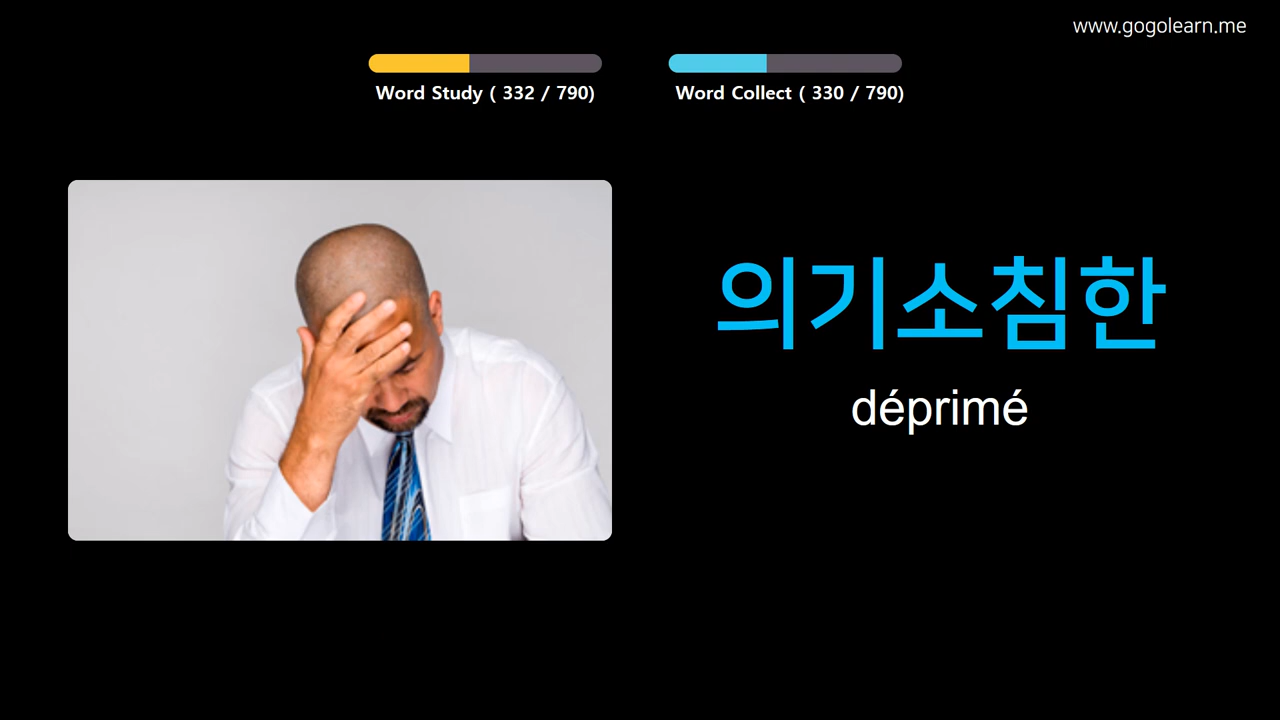 www.gogolearn.me
Word Study ( 332 / 790)
Word Collect ( 330 / 790)
의기소침한
déprimé